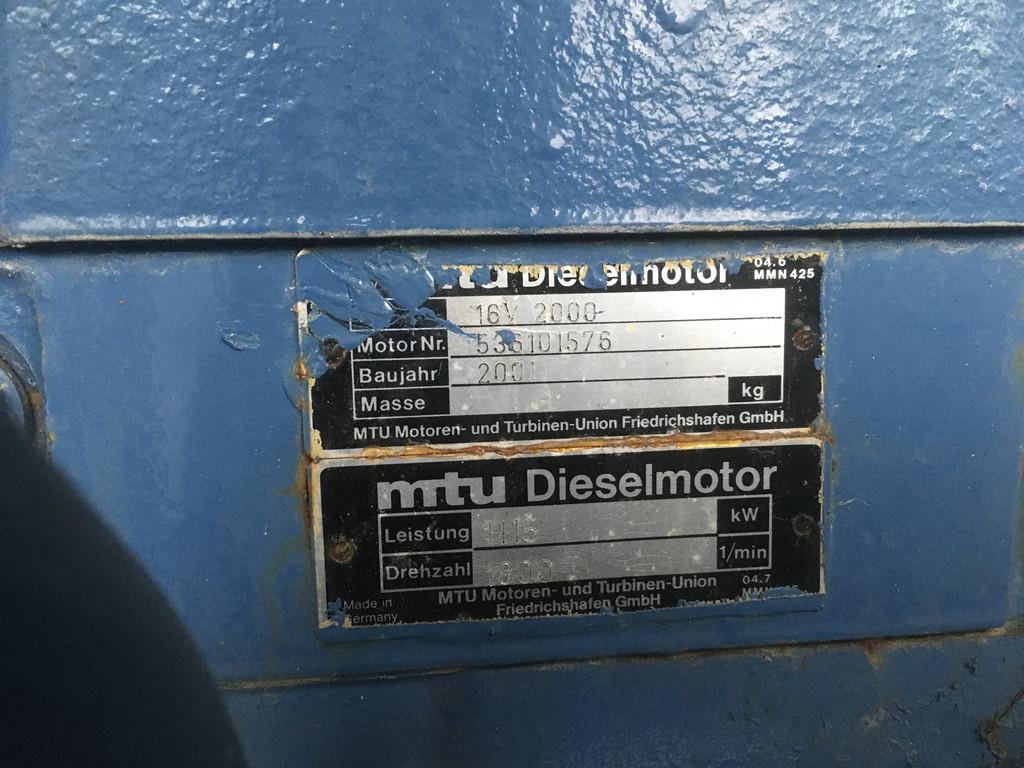 mtu Dieselmotor 04.6
MMN 425
16V 2000
Motor Nr. 536101576
Baujahr 2001
Masse kg
MTU Motoren- und Turbinen-Union Friedrichshafen GmbH
mtu Dieselmotor
Leistung 1115 kW
Drehzahl 1800 1/min
MTU Motoren- und Turbinen-Union
Friedrichshafen GmbH
04.7
Made in
Germany